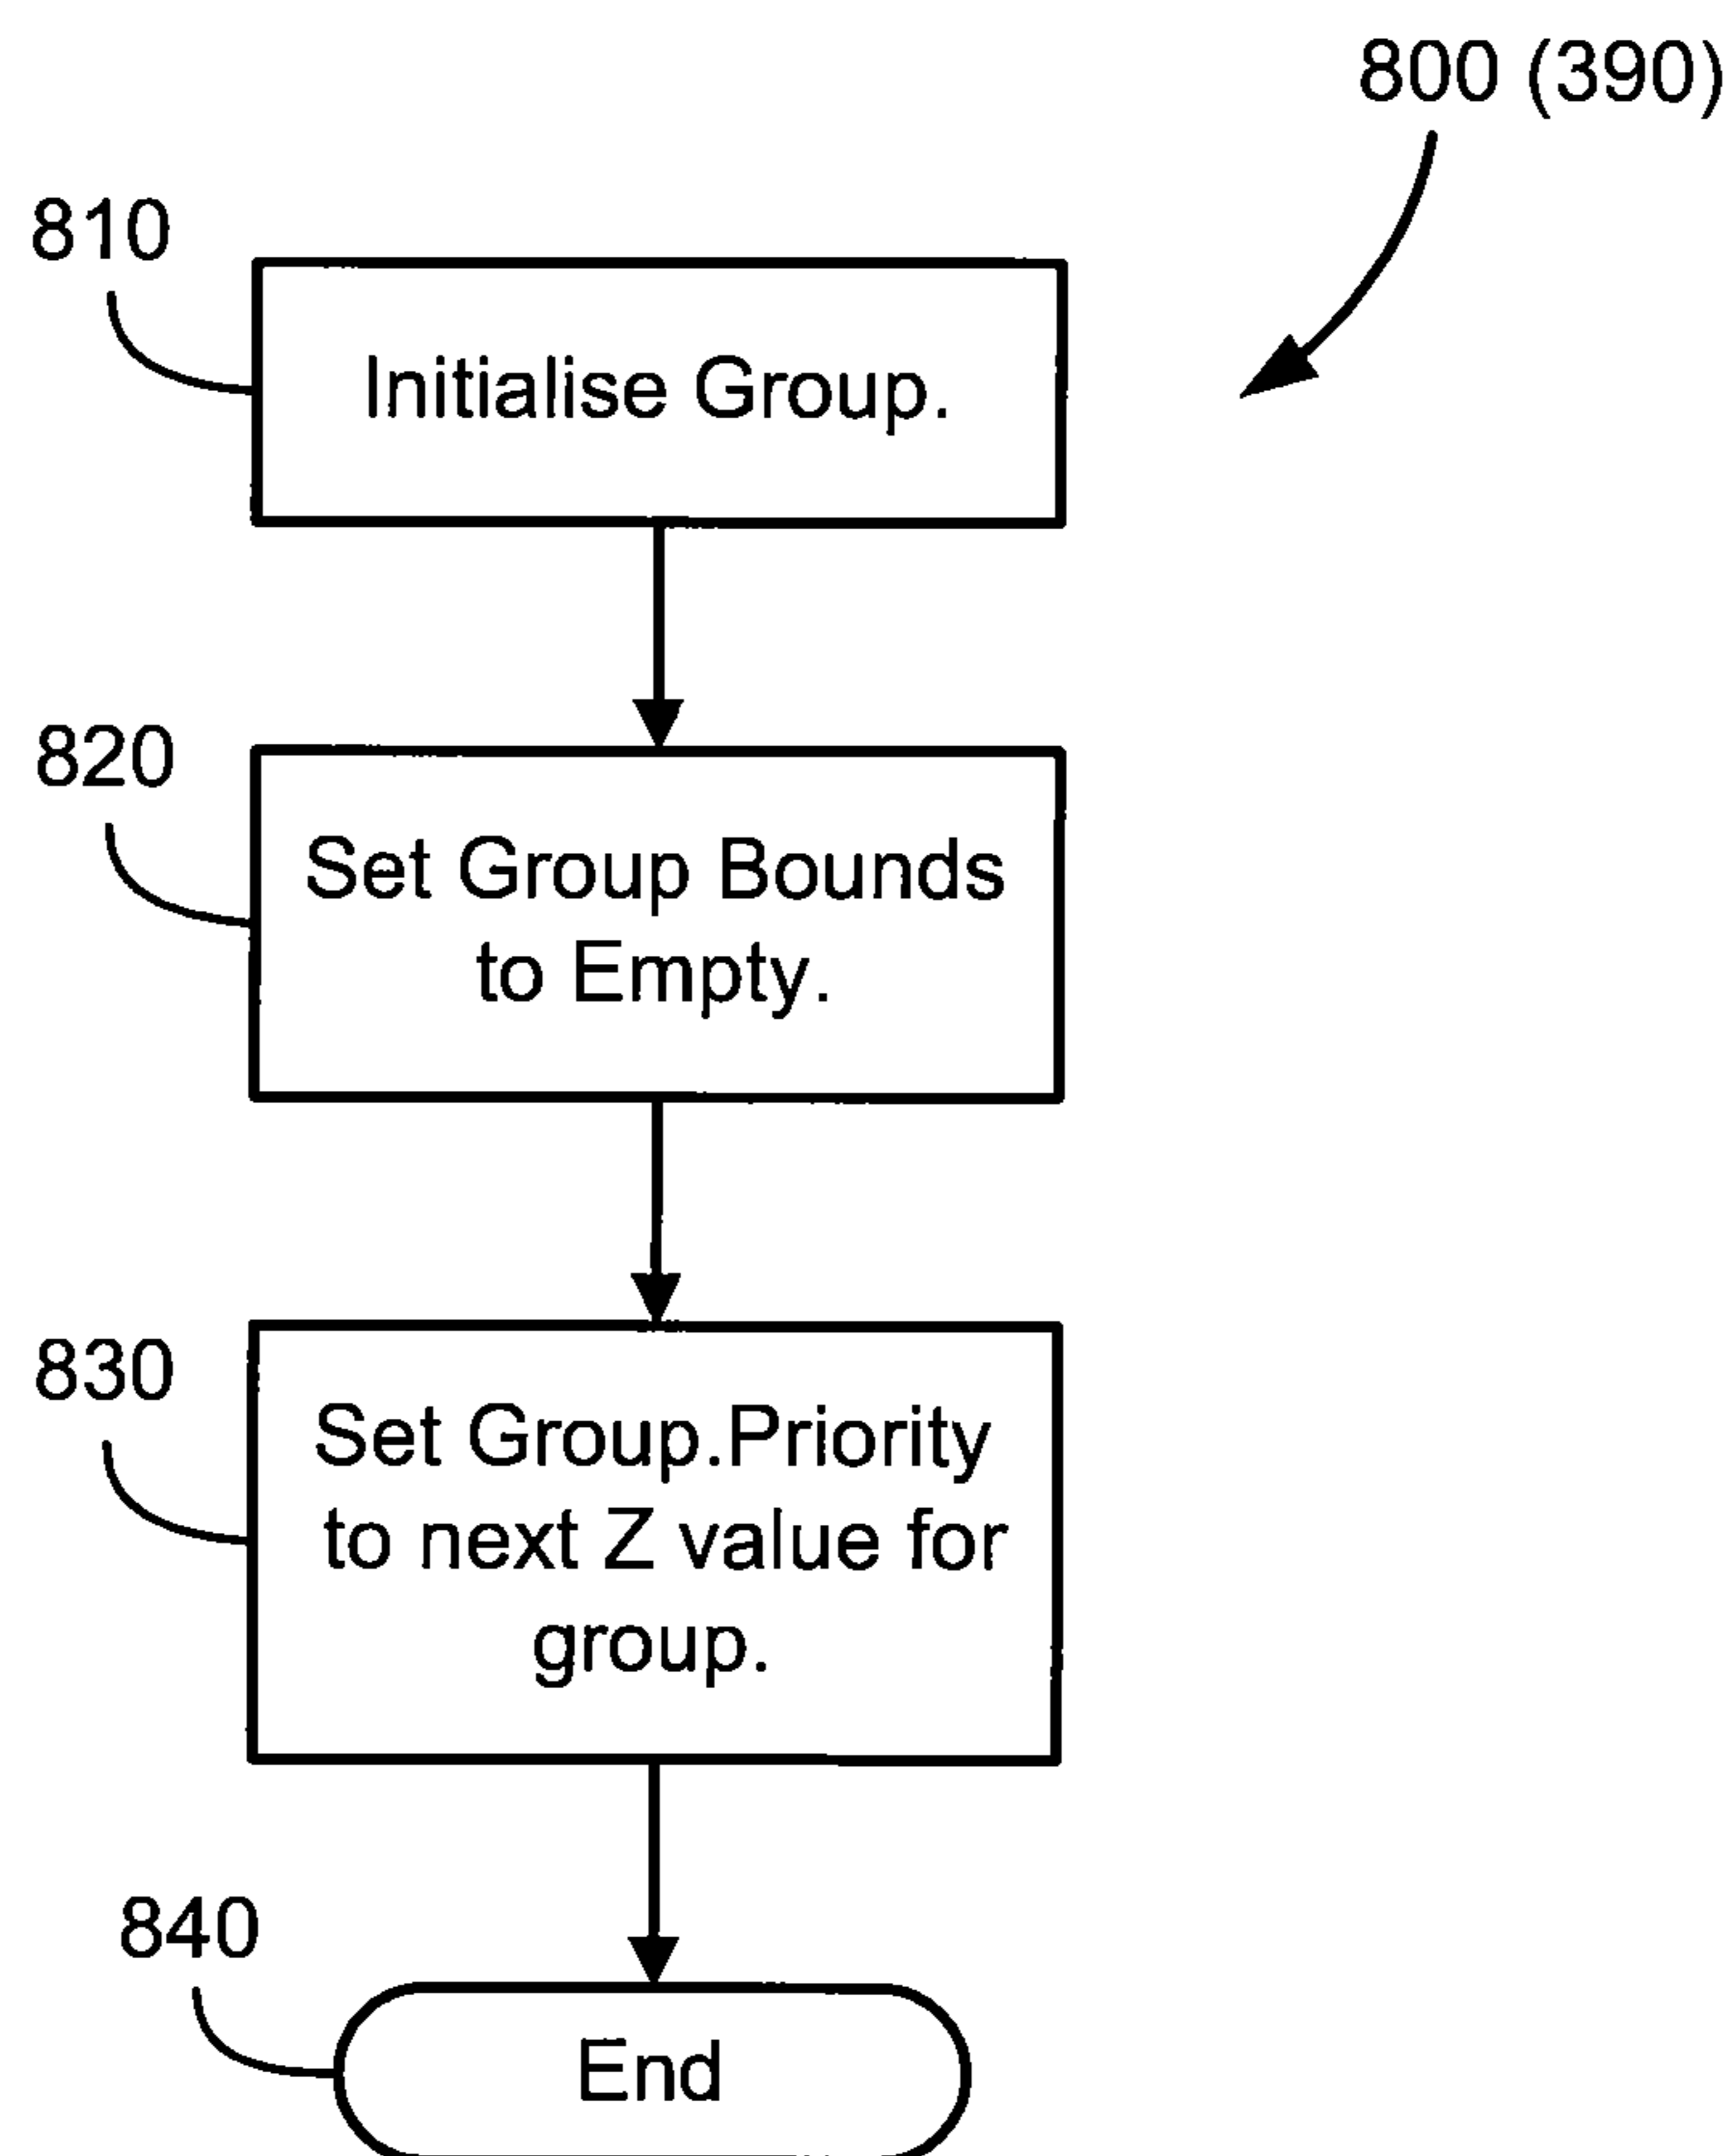 800 (390)
810
Initialise Group.
820
Set Group Bounds
to Empty.
830
Set Group.Priority
to next Z value for
group.
840
End